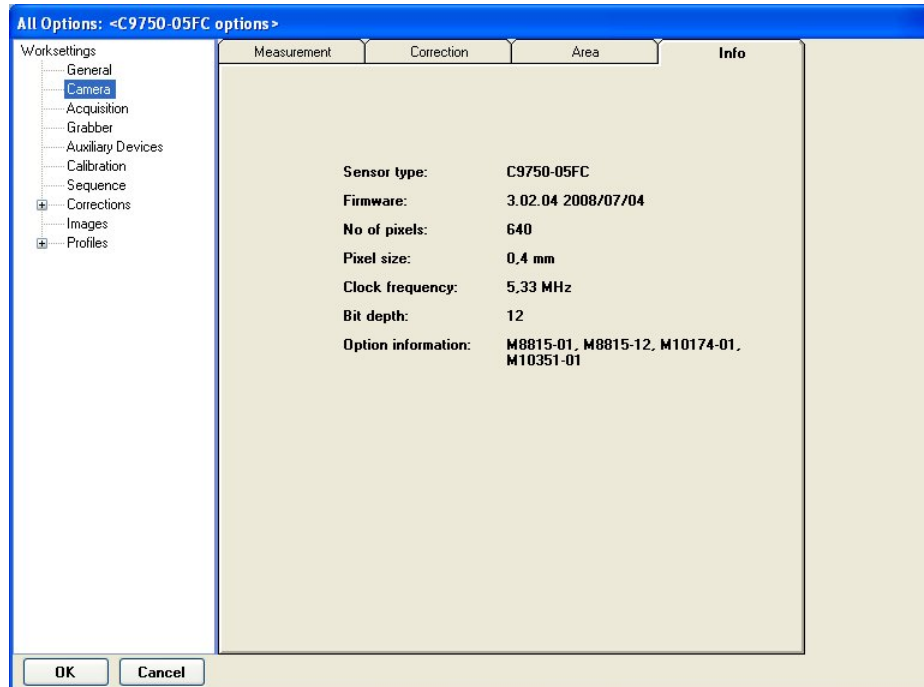 All Options: <C9750-05FC options>
Worksettings
General
Camera
Acquisition
Grabber
Auxiliary Devices
Calibration
Sequence
Corrections
Images
Profiles
Measurement Correction Area Info
Sensor type: C9750-05FC
Firmware: 3.02.04 2008/07/04
No of pixels: 640
Pixel size: 0,4 mm
Clock frequency: 5,33 MHz
Bit depth: 12
Option information: M8815-01, M8815-12, M10174-01,
M10351-01
OK Cancel